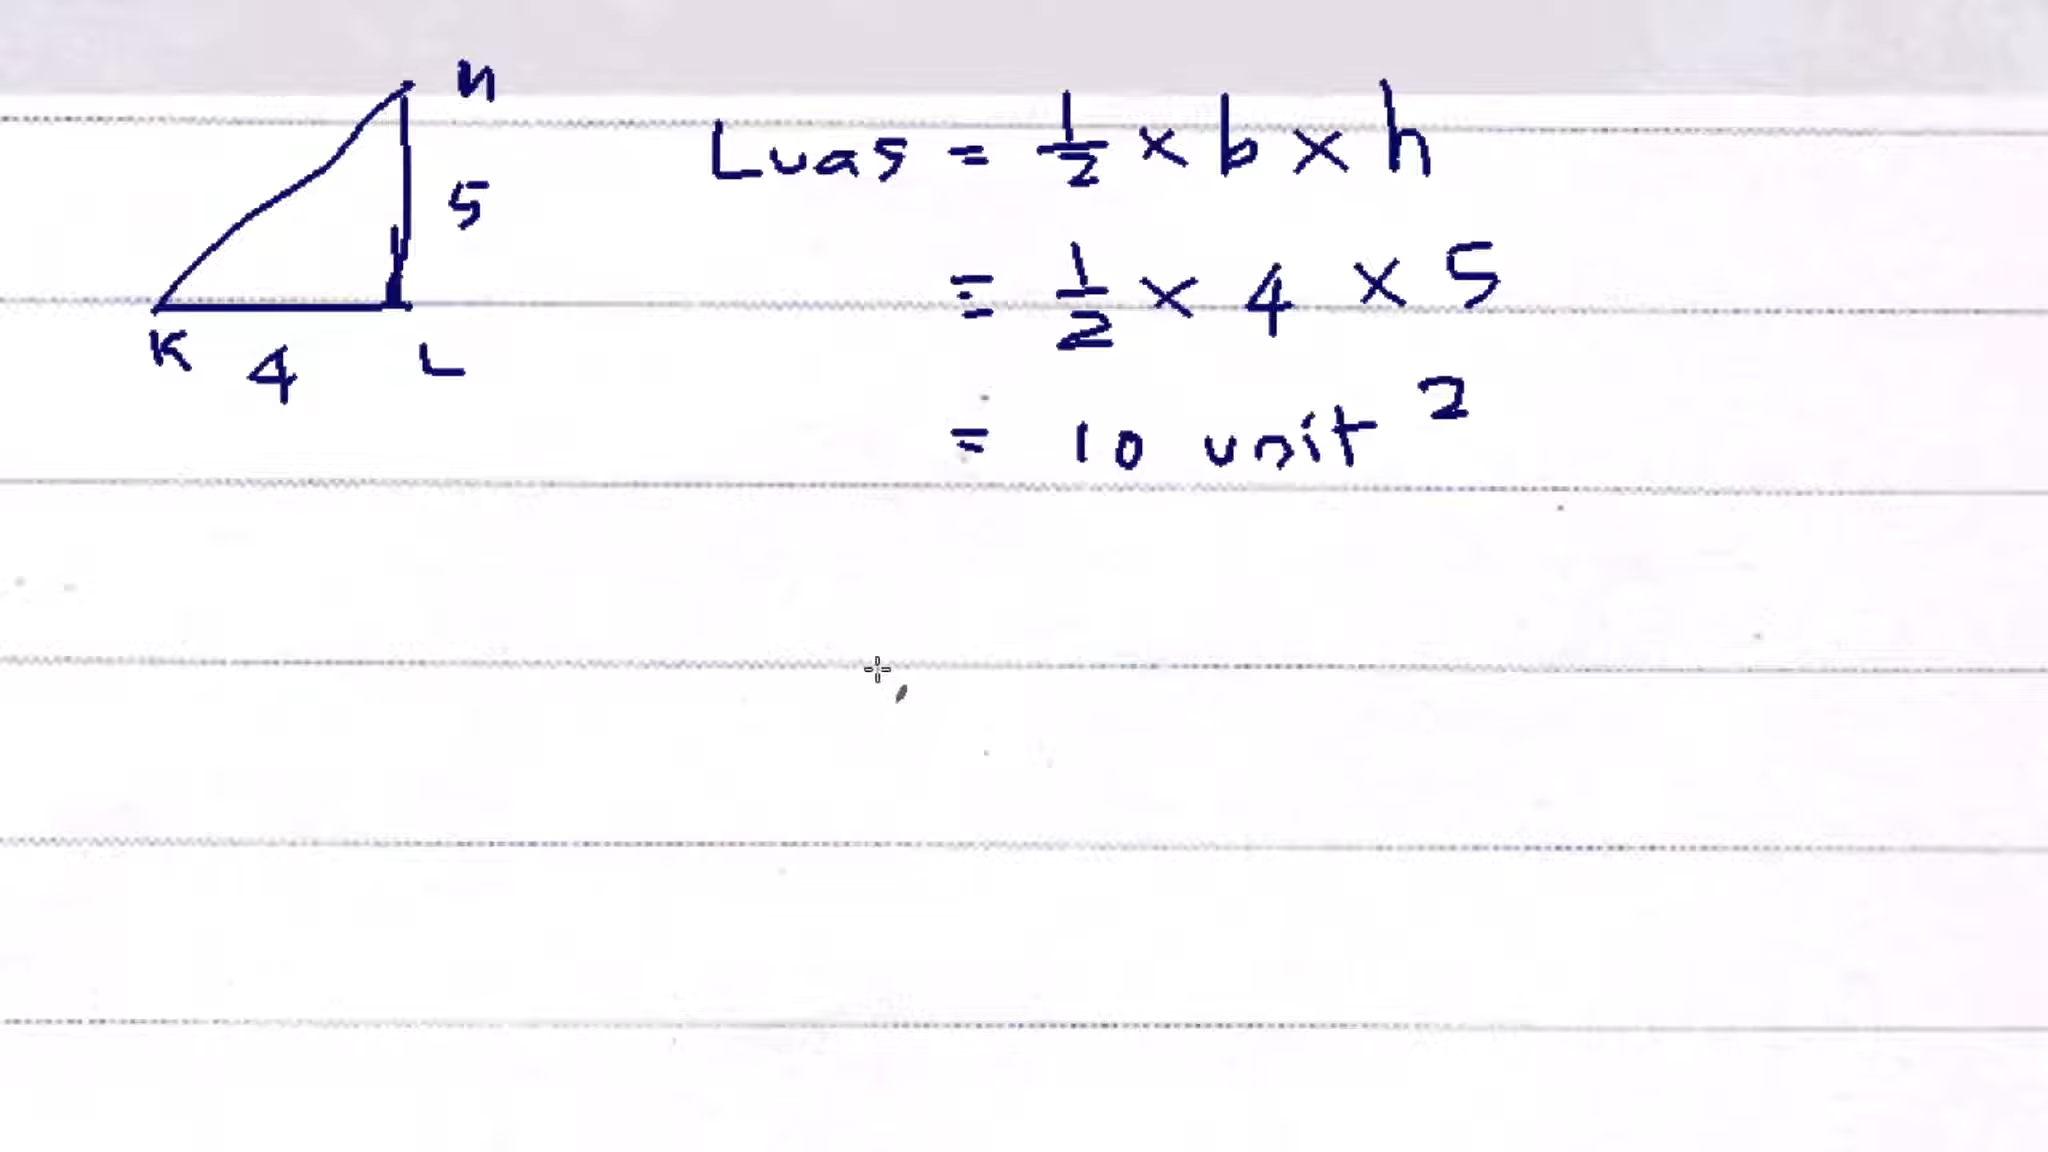 n
5
K 4 L
Luas = 1/2 × b × h
= 1/2 × 4 × 5
= 10 unit ²